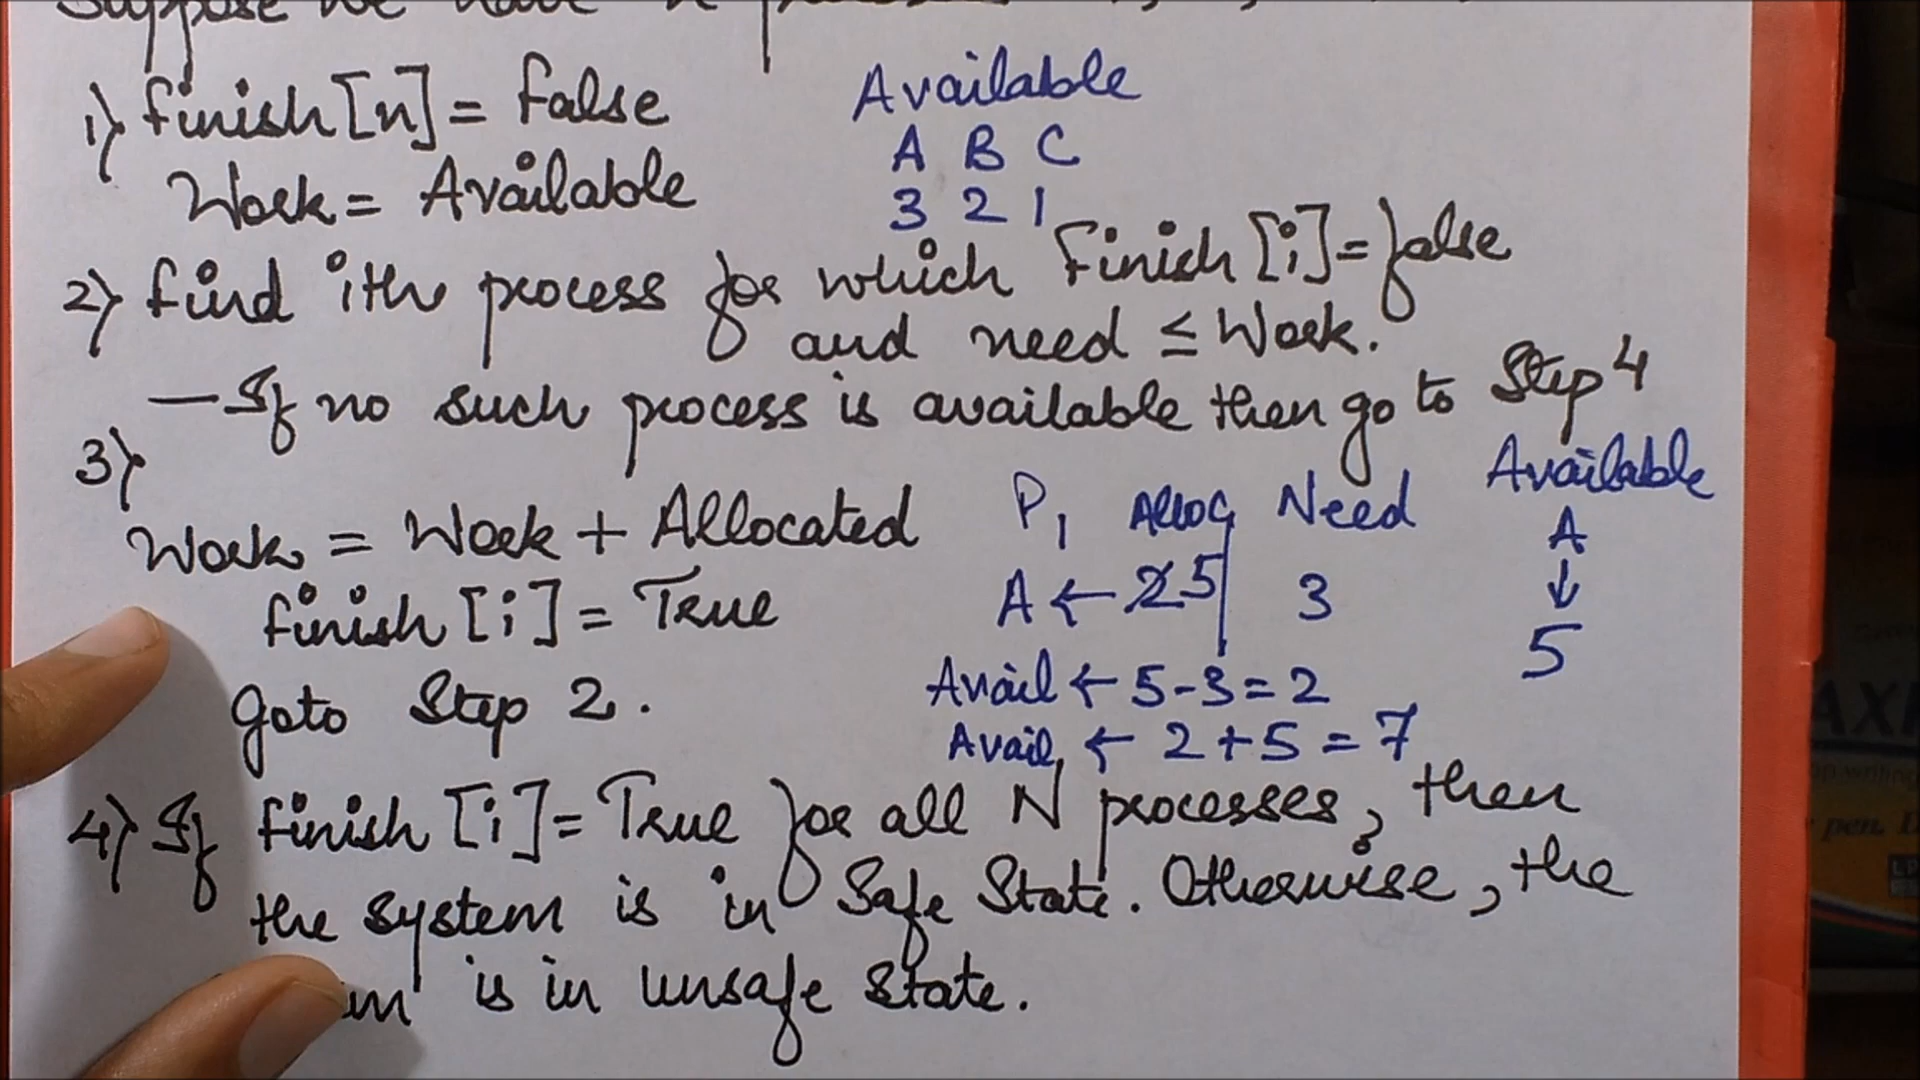 Suppose we have n processes
1) finish[n] = false
Work = Available
Available
A B C
3 2 1
2) find ith process for which Finish [i] = false
and need ≤ Work.
— If no such process is available then go to Step 4
3)
Work = Work + Allocated
finish [i] = True
Goto Step 2.
P1 Alloc Need
A ← 2 5 3
Avail ← 5-3 = 2
Avail ← 2+5 = 7
Available
A
↓
5
4) If finish [i] = True for all N processes, then
the system is in Safe State. Otherwise, the
is in unsafe state.